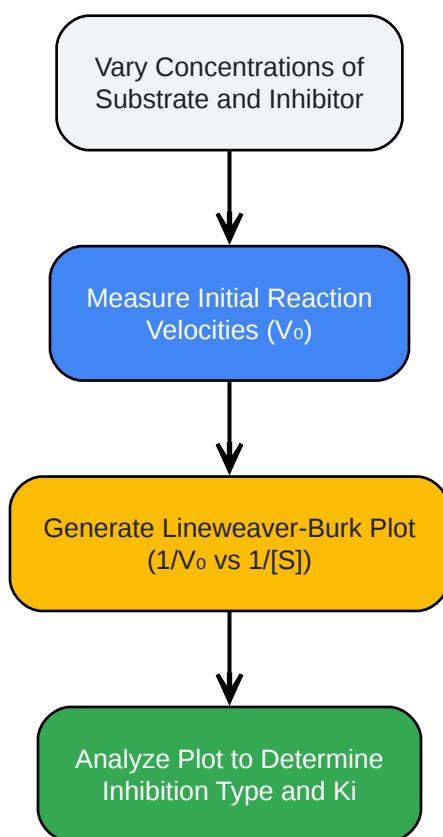 Vary Concentrations of
Substrate and Inhibitor
Measure Initial Reaction
Velocities (V₀)
Generate Lineweaver-Burk Plot
(1/V₀ vs 1/[S])
Analyze Plot to Determine
Inhibition Type and Ki